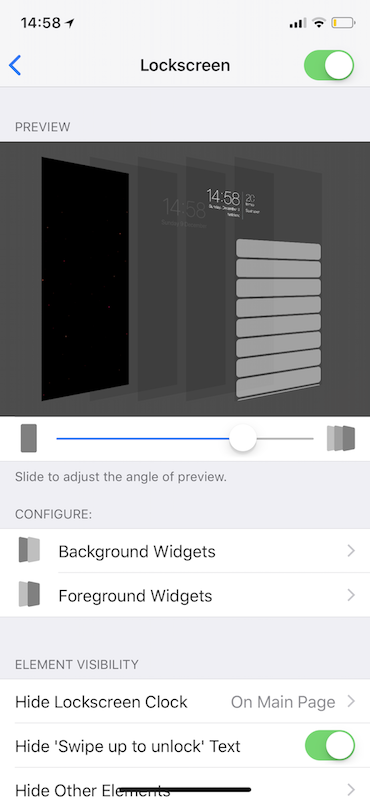 14:58
Lockscreen
PREVIEW
14:58
14:58
20
Slide to adjust the angle of preview.
CONFIGURE:
Background Widgets
Foreground Widgets
ELEMENT VISIBILITY
Hide Lockscreen Clock On Main Page
Hide 'Swipe up to unlock' Text
Hide Other Elements